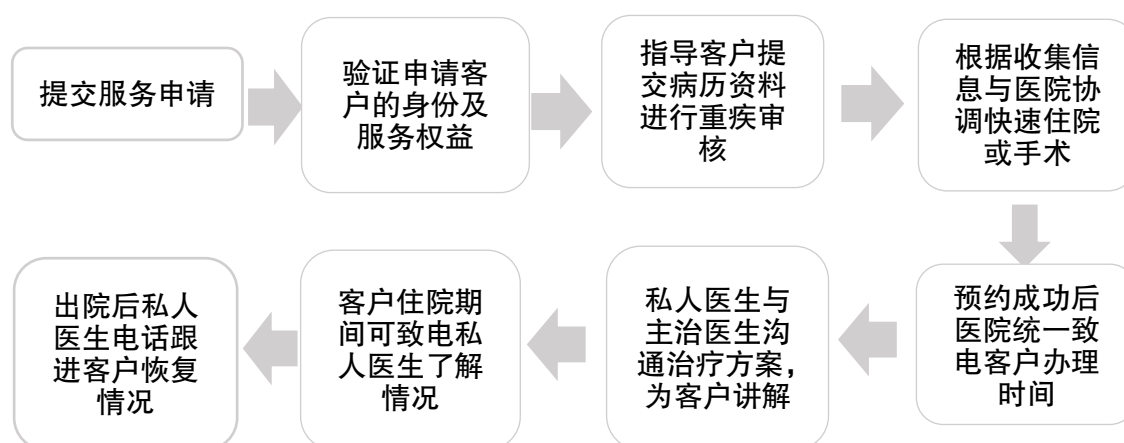 提交服务申请
验证申请客
户的身份及
服务权益
指导客户提
交病历资料
进行重疾审
核
根据收集信
息与医院协
调快速住院
或手术
预约成功后
医院统一致
电客户办理
时间
私人医生与
主治医生沟
通治疗方案，
为客户讲解
客户住院期
间可致电私
人医生了解
情况
出院后私人
医生电话跟
进客户恢复
情况